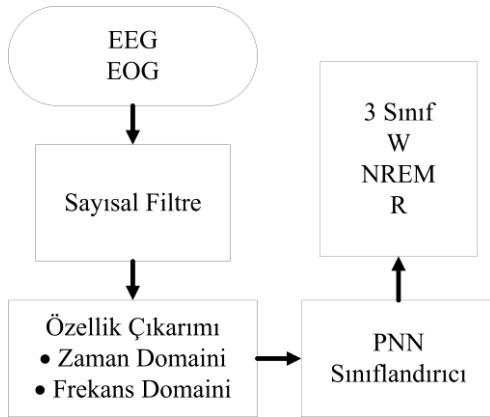 EEG
EOG
Sayısal Filtre
Özellik Çıkarımı
• Zaman Domaini
• Frekans Domaini
PNN
Sınıflandırıcı
3 Sınıf
W
NREM
R